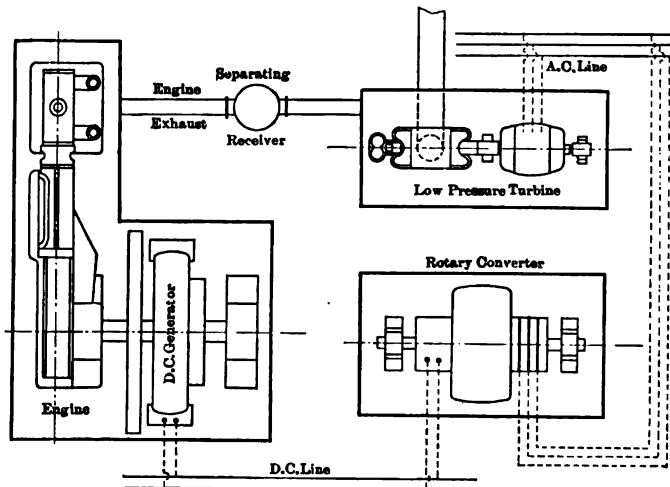 Separating
Engine
Exhaust
Receiver
A.C.Line
Low Pressure Turbine
Rotary Converter
D.C.Generator
Engine
D.C.Line